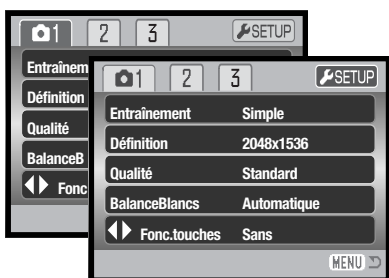 1 2 3 SETUP
Entraînem
Définition
Qualité
BalanceB
Fonc
1 2 3 SETUP
Entraînement Simple
Définition 2048x1536
Qualité Standard
BalanceBlancs Automatique
Fonc.touches Sans
MENU